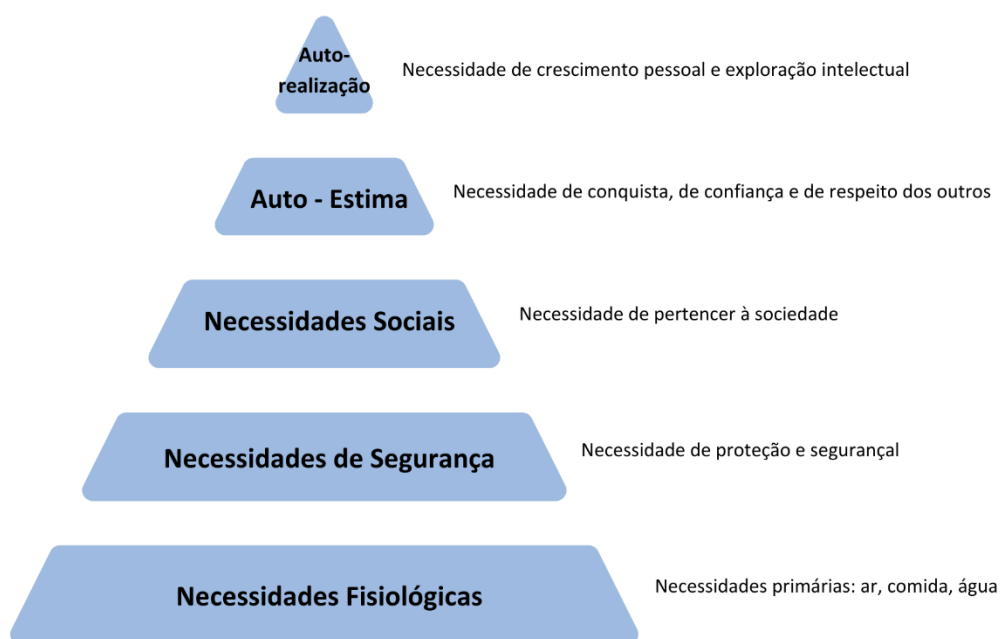 Auto-
realização
Necessidade de crescimento pessoal e exploração intelectual
Auto - Estima
Necessidade de conquista, de confiança e de respeito dos outros
Necessidades Sociais
Necessidade de pertencer à sociedade
Necessidades de Segurança
Necessidade de proteção e segurançal
Necessidades Fisiológicas
Necessidades primárias: ar, comida, água